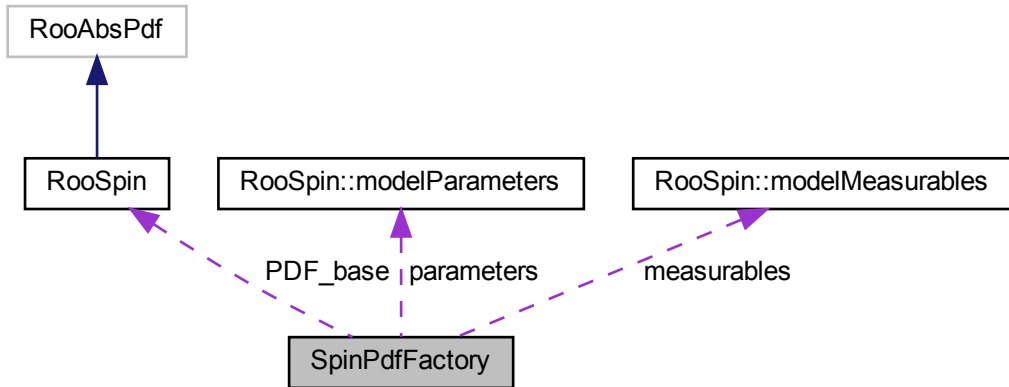 RooAbsPdf
RooSpin
RooSpin::modelParameters
RooSpin::modelMeasurables
PDF_base
parameters
measurables
SpinPdfFactory